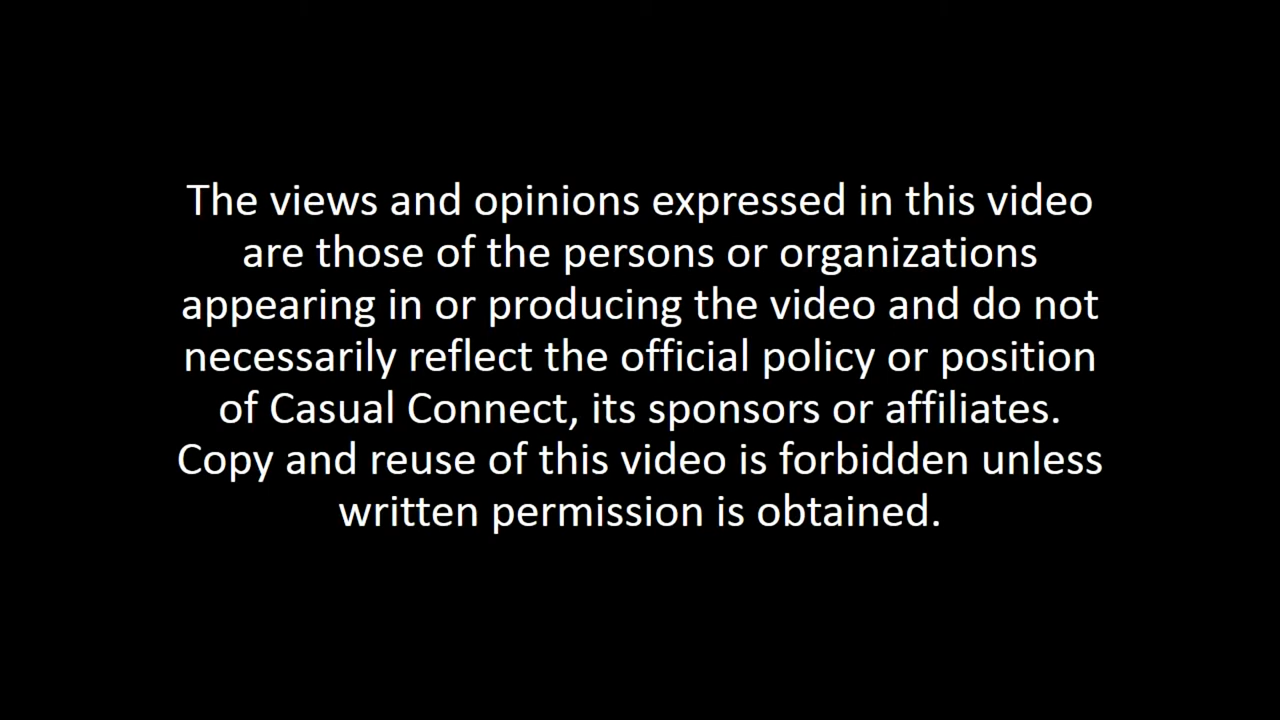 The views and opinions expressed in this video
are those of the persons or organizations
appearing in or producing the video and do not
necessarily reflect the official policy or position
of Casual Connect, its sponsors or affiliates.
Copy and reuse of this video is forbidden unless
written permission is obtained.